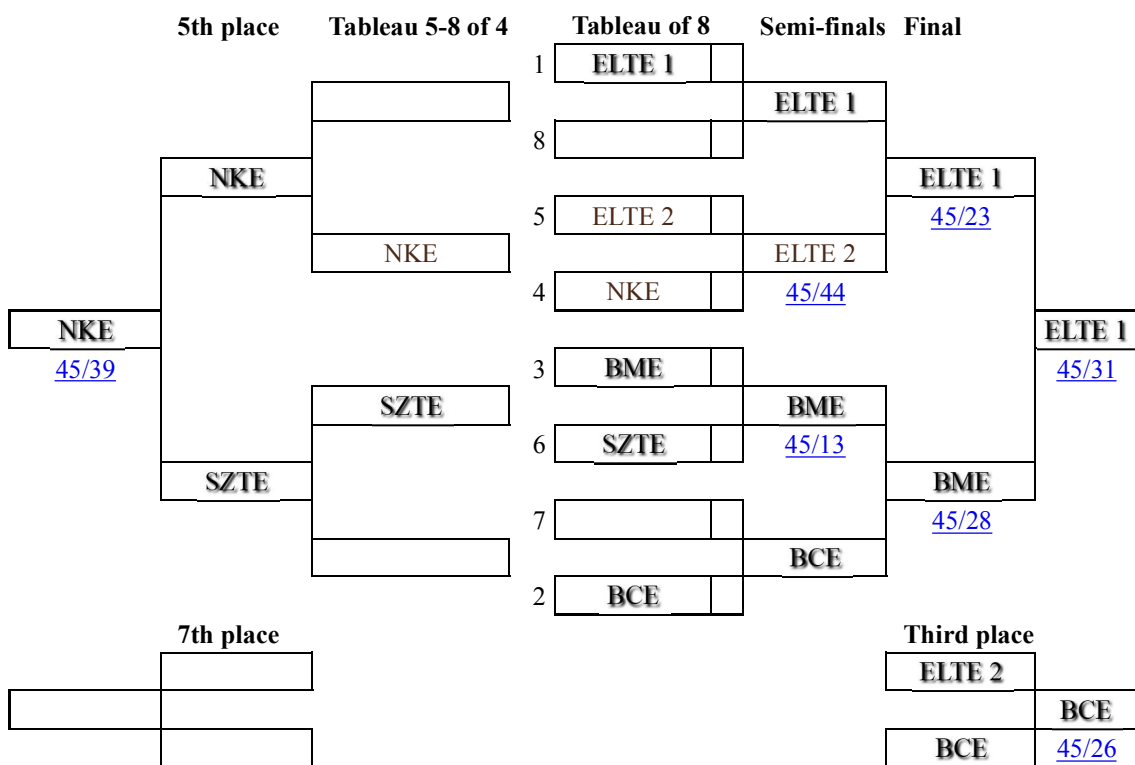 5th place Tableau 5-8 of 4 Tableau of 8 Semi-finals Final
1 ELTE 1
ELTE 1
8
NKE ELTE 1
5 ELTE 2 45/23
NKE ELTE 2
4 NKE 45/44
NKE ELTE 1
45/39 3 BME 45/31
SZTE BME
6 SZTE 45/13
SZTE BME
7 45/28
BCE
2 BCE
7th place Third place
ELTE 2
BCE
BCE 45/26